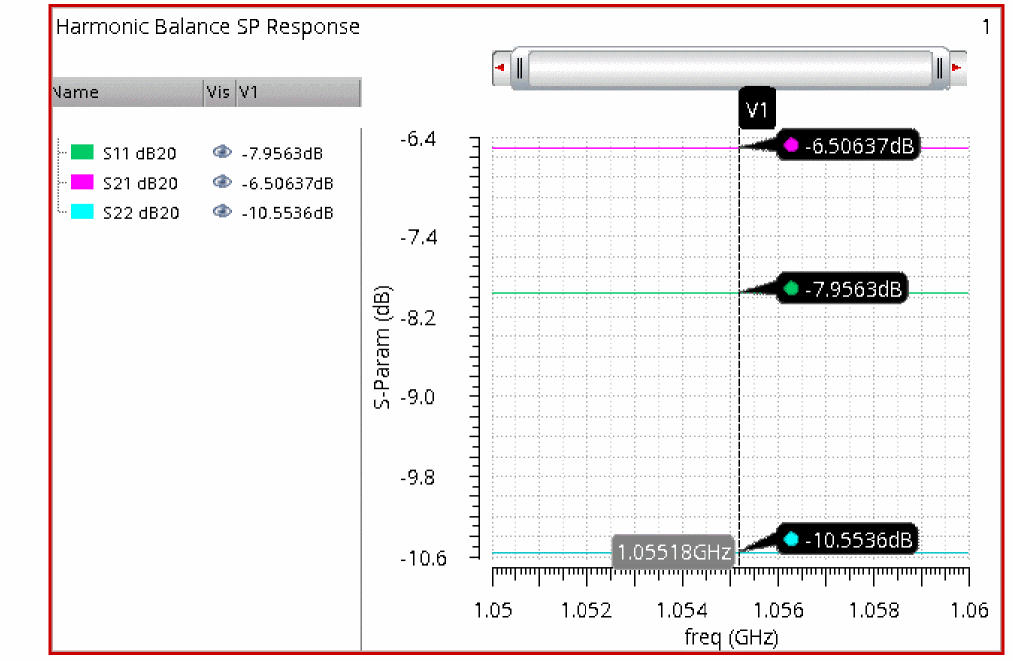 Harmonic Balance SP Response
1
Name Vis V1
S11 dB20 -7.9563dB
S21 dB20 -6.50637dB
S22 dB20 -10.5536dB
V1
-6.4
-7.4
-8.2
-9.0
-9.8
-10.6
S-Param (dB)
-6.50637dB
-7.9563dB
-10.5536dB
1.05518GHz
1.05 1.052 1.054 1.056 1.058 1.06
freq (GHz)